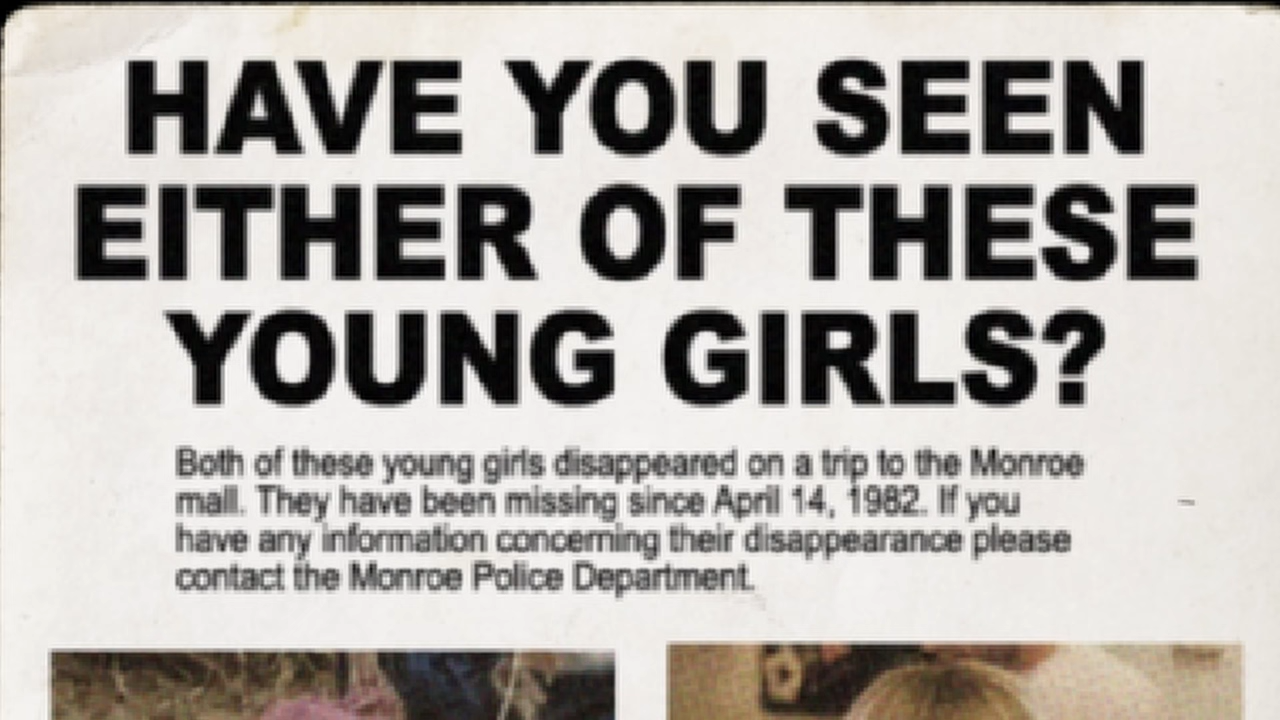 HAVE YOU SEEN
EITHER OF THESE
YOUNG GIRLS?
Both of these young girls disappeared on a trip to the Monroe
mall. They have been missing since April 14, 1982. If you
have any information concerning their disappearance please
contact the Monroe Police Department.